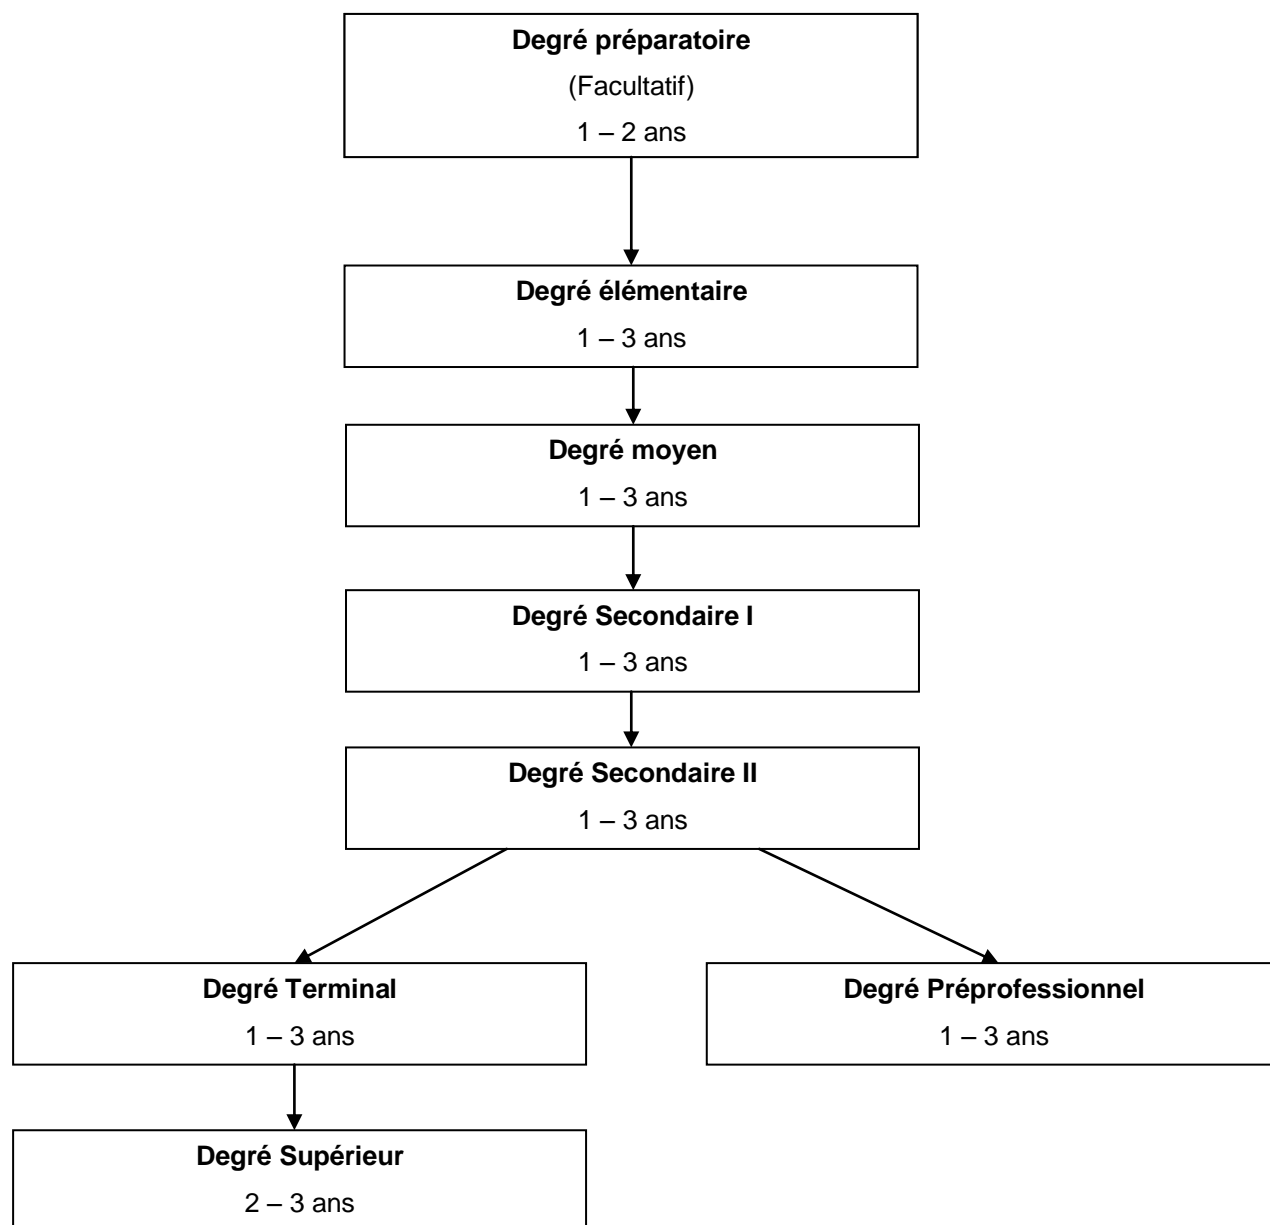 Degré préparatoire
(Facultatif)
1 – 2 ans
Degré élémentaire
1 – 3 ans
Degré moyen
1 – 3 ans
Degré Secondaire I
1 – 3 ans
Degré Secondaire II
1 – 3 ans
Degré Terminal
1 – 3 ans
Degré Préprofessionnel
1 – 3 ans
Degré Supérieur
2 – 3 ans